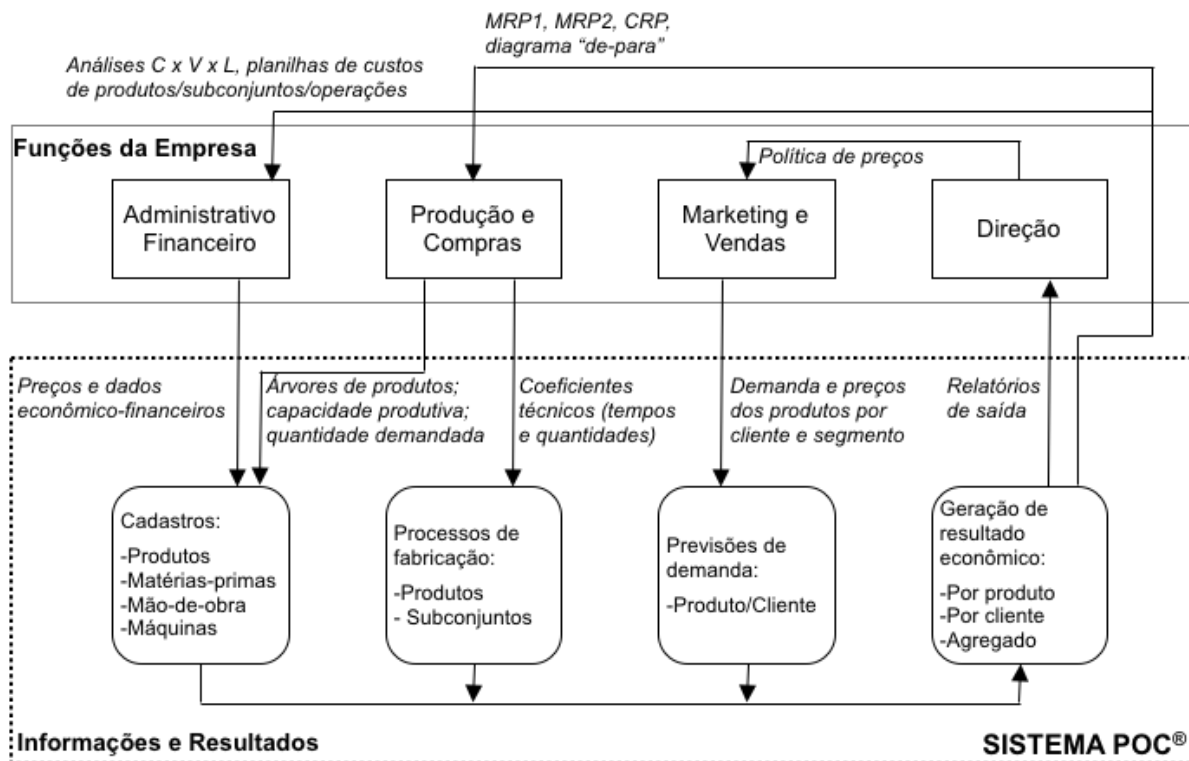 MRP1, MRP2, CRP,
diagrama “de-para”
Análises C x V x L, planilhas de custos
de produtos/subconjuntos/operações
Funções da Empresa
Política de preços
Administrativo
Financeiro
Produção e
Compras
Marketing e
Vendas
Direção
Preços e dados
econômico-financeiros
Árvores de produtos;
capacidade produtiva;
quantidade demandada
Coeficientes
técnicos (tempos
e quantidades)
Demanda e preços
dos produtos por
cliente e segmento
Relatórios
de saída
Cadastros:
-Produtos
-Matérias-primas
-Mão-de-obra
-Máquinas
Processos de
fabricação:
-Produtos
- Subconjuntos
Previsões de
demanda:
-Produto/Cliente
Geração de
resultado
econômico:
-Por produto
-Por cliente
-Agregado
Informações e Resultados
SISTEMA POC®